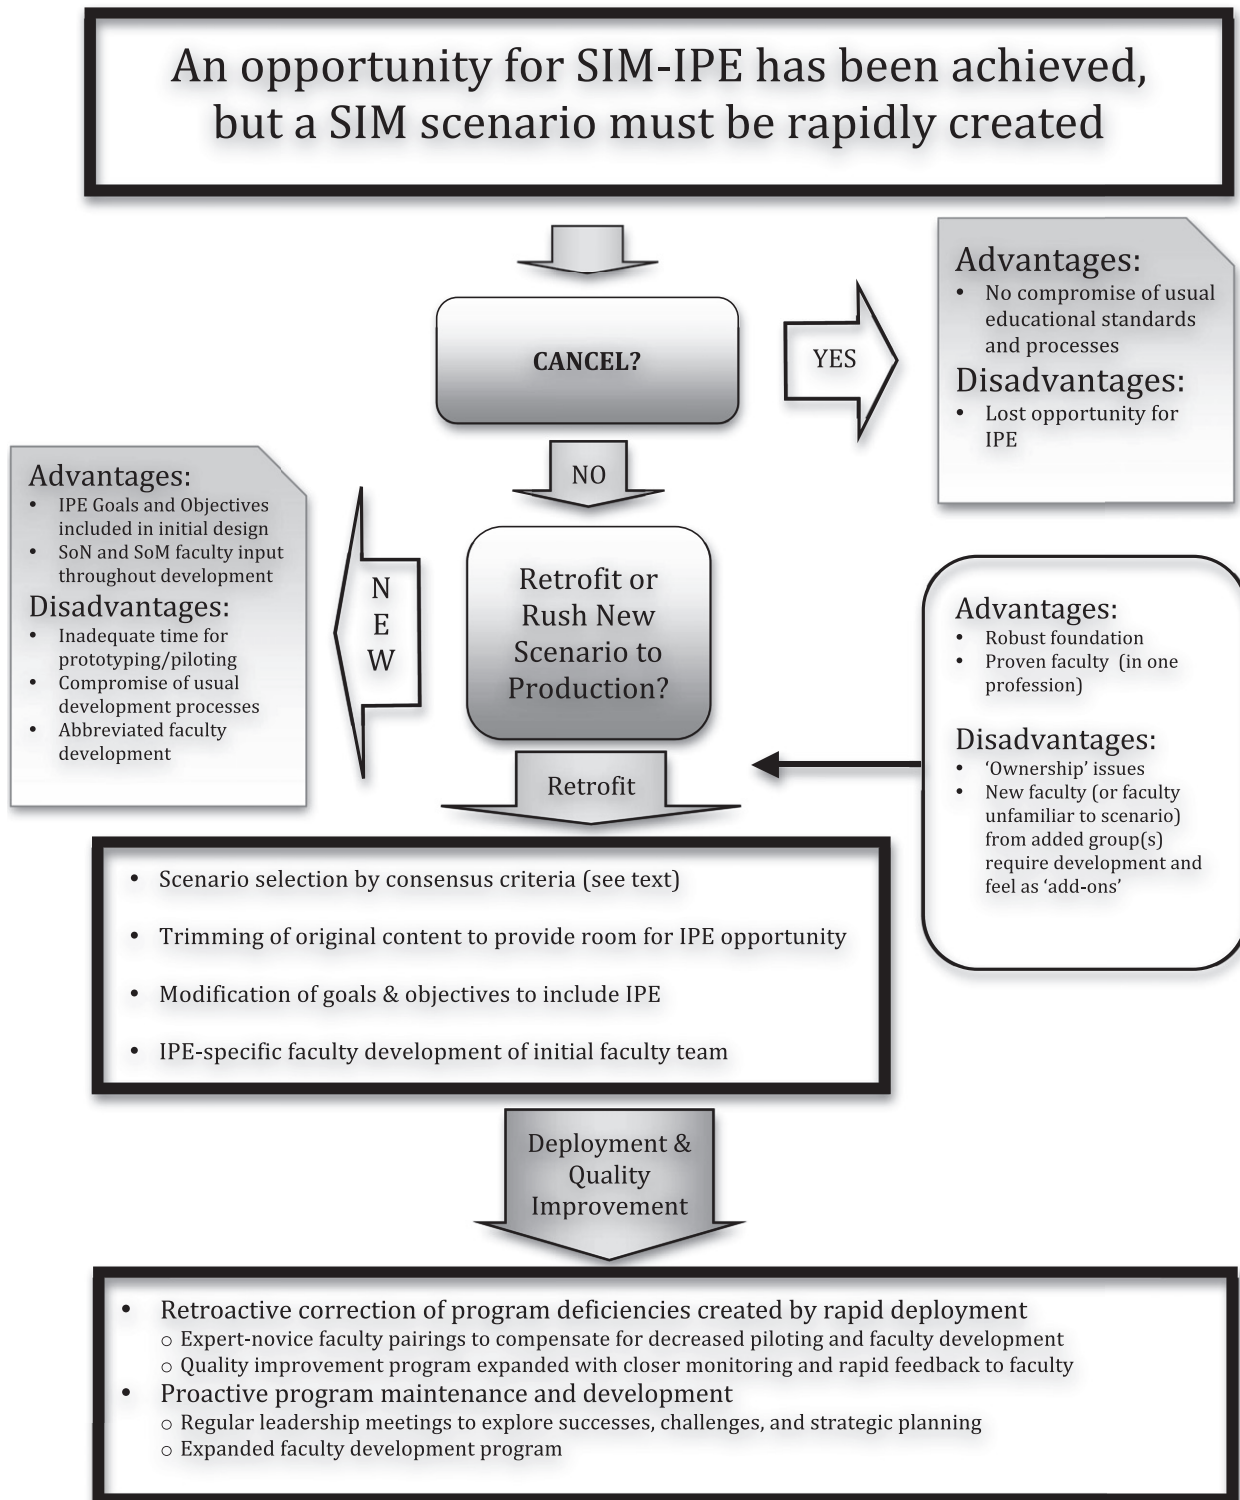 An opportunity for SIM-IPE has been achieved,
but a SIM scenario must be rapidly created
CANCEL?
YES
Advantages:
• No compromise of usual
educational standards
and processes
Disadvantages:
• Lost opportunity for
IPE
NO
Advantages:
• IPE Goals and Objectives
included in initial design
• SoN and SoM faculty input
throughout development
Disadvantages:
• Inadequate time for
prototyping/piloting
• Compromise of usual
development processes
• Abbreviated faculty
development
N
E
W
Retrofit or
Rush New
Scenario to
Production?
Advantages:
• Robust foundation
• Proven faculty (in one
profession)
Disadvantages:
• ‘Ownership’ issues
• New faculty (or faculty
unfamiliar to scenario)
from added group(s)
require development and
feel as ‘add-ons’
Retrofit
• Scenario selection by consensus criteria (see text)
• Trimming of original content to provide room for IPE opportunity
• Modification of goals & objectives to include IPE
• IPE-specific faculty development of initial faculty team
Deployment &
Quality
Improvement
• Retroactive correction of program deficiencies created by rapid deployment
o Expert-novice faculty pairings to compensate for decreased piloting and faculty development
o Quality improvement program expanded with closer monitoring and rapid feedback to faculty
• Proactive program maintenance and development
o Regular leadership meetings to explore successes, challenges, and strategic planning
o Expanded faculty development program